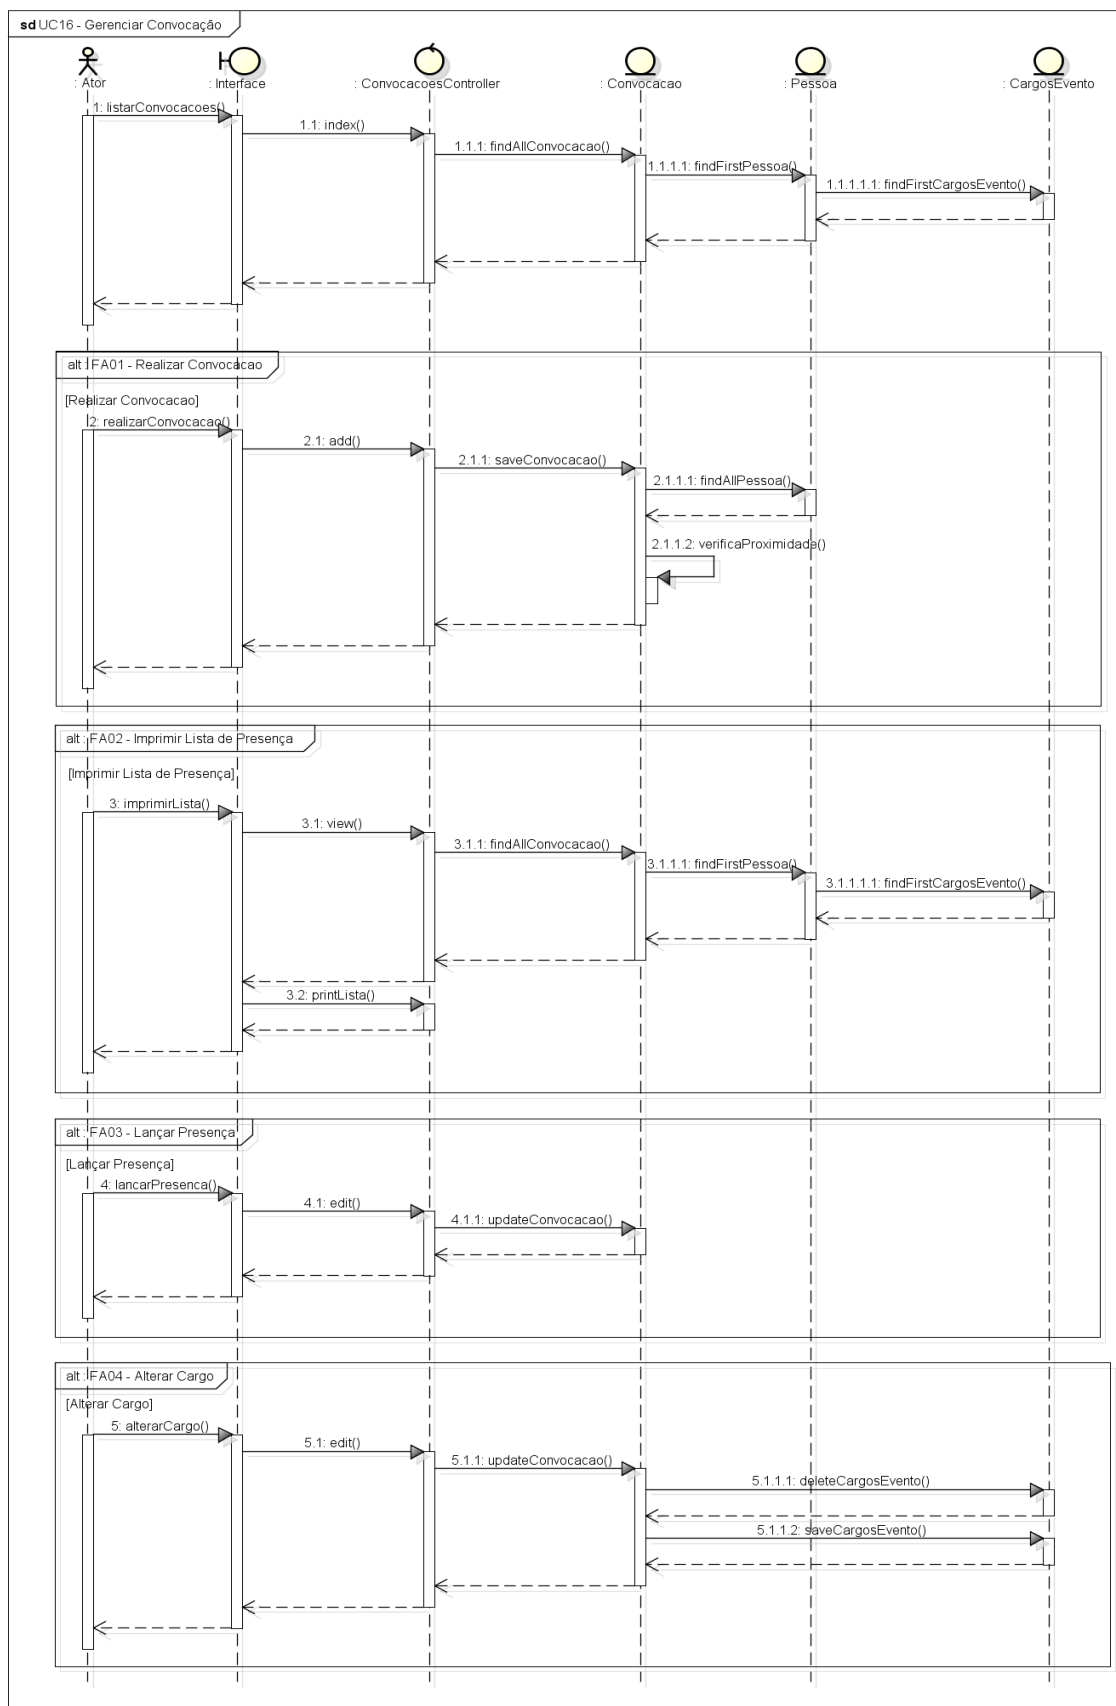 sd UC16 - Gerenciar Convocação
: Ator
: Interface
: ConvocacoesController
: Convocacao
: Pessoa
: CargosEvento
1: listarConvocacoes()
1.1: index()
1.1.1: findAllConvocacao()
1.1.1.1: findFirstPessoa()
1.1.1.1.1: findFirstCargosEvento()
alt : FA01 - Realizar Convocacao
[Realizar Convocacao]
2: realizarConvocacao()
2.1: add()
2.1.1: saveConvocacao()
2.1.1.1: findAllPessoa()
2.1.1.2: verificaProximidade()
alt : FA02 - Imprimir Lista de Presença
[Imprimir Lista de Presença]
3: imprimirLista()
3.1: view()
3.1.1: findAllConvocacao()
3.1.1.1: findFirstPessoa()
3.1.1.1.1: findFirstCargosEvento()
3.2: printLista()
alt : FA03 - Lançar Presença
[Lançar Presença]
4: lancarPresenca()
4.1: edit()
4.1.1: updateConvocacao()
alt : FA04 - Alterar Cargo
[Alterar Cargo]
5: alterarCargo()
5.1: edit()
5.1.1: updateConvocacao()
5.1.1.1: deleteCargosEvento()
5.1.1.2: saveCargosEvento()